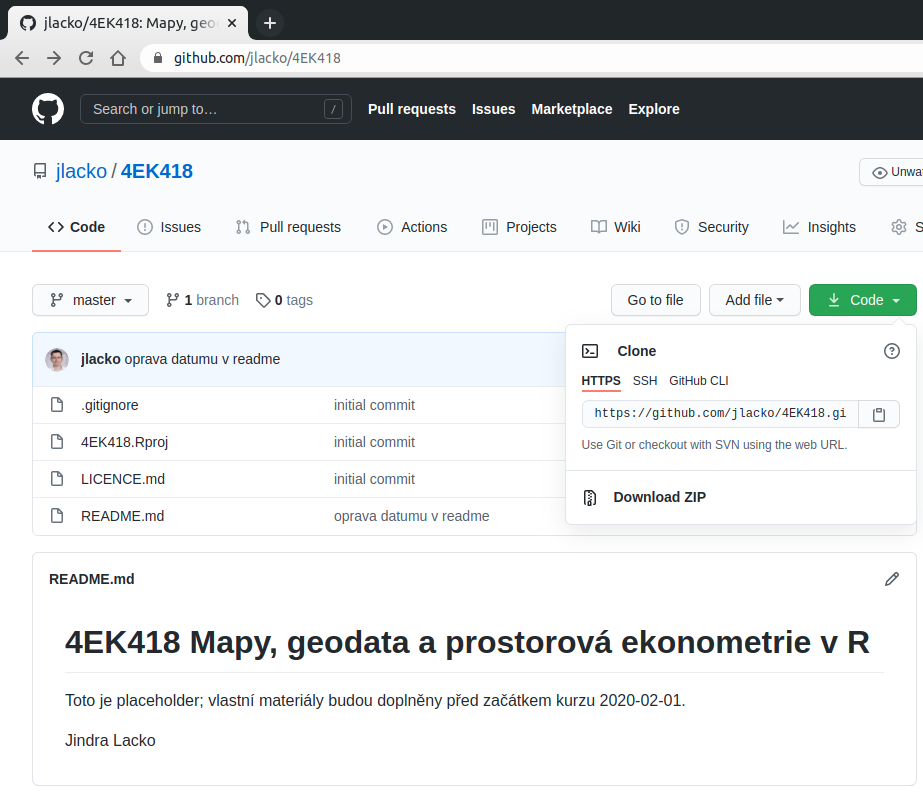 jlacko/4EK418: Mapy, geo
github.com/jlacko/4EK418
Search or jump to… / Pull requests Issues Marketplace Explore
jlacko / 4EK418
Unwa
Code Issues Pull requests Actions Projects Wiki Security Insights S
master 1 branch 0 tags Go to file Add file Code
jlacko oprava datumu v readme
.gitignore initial commit
4EK418.Rproj initial commit
LICENCE.md initial commit
README.md oprava datumu v readme
Clone
HTTPS SSH GitHub CLI
https://github.com/jlacko/4EK418.gi
Use Git or checkout with SVN using the web URL.
Download ZIP
README.md
4EK418 Mapy, geodata a prostorová ekonometrie v R
Toto je placeholder; vlastní materiály budou doplněny před začátkem kurzu 2020-02-01.
Jindra Lacko